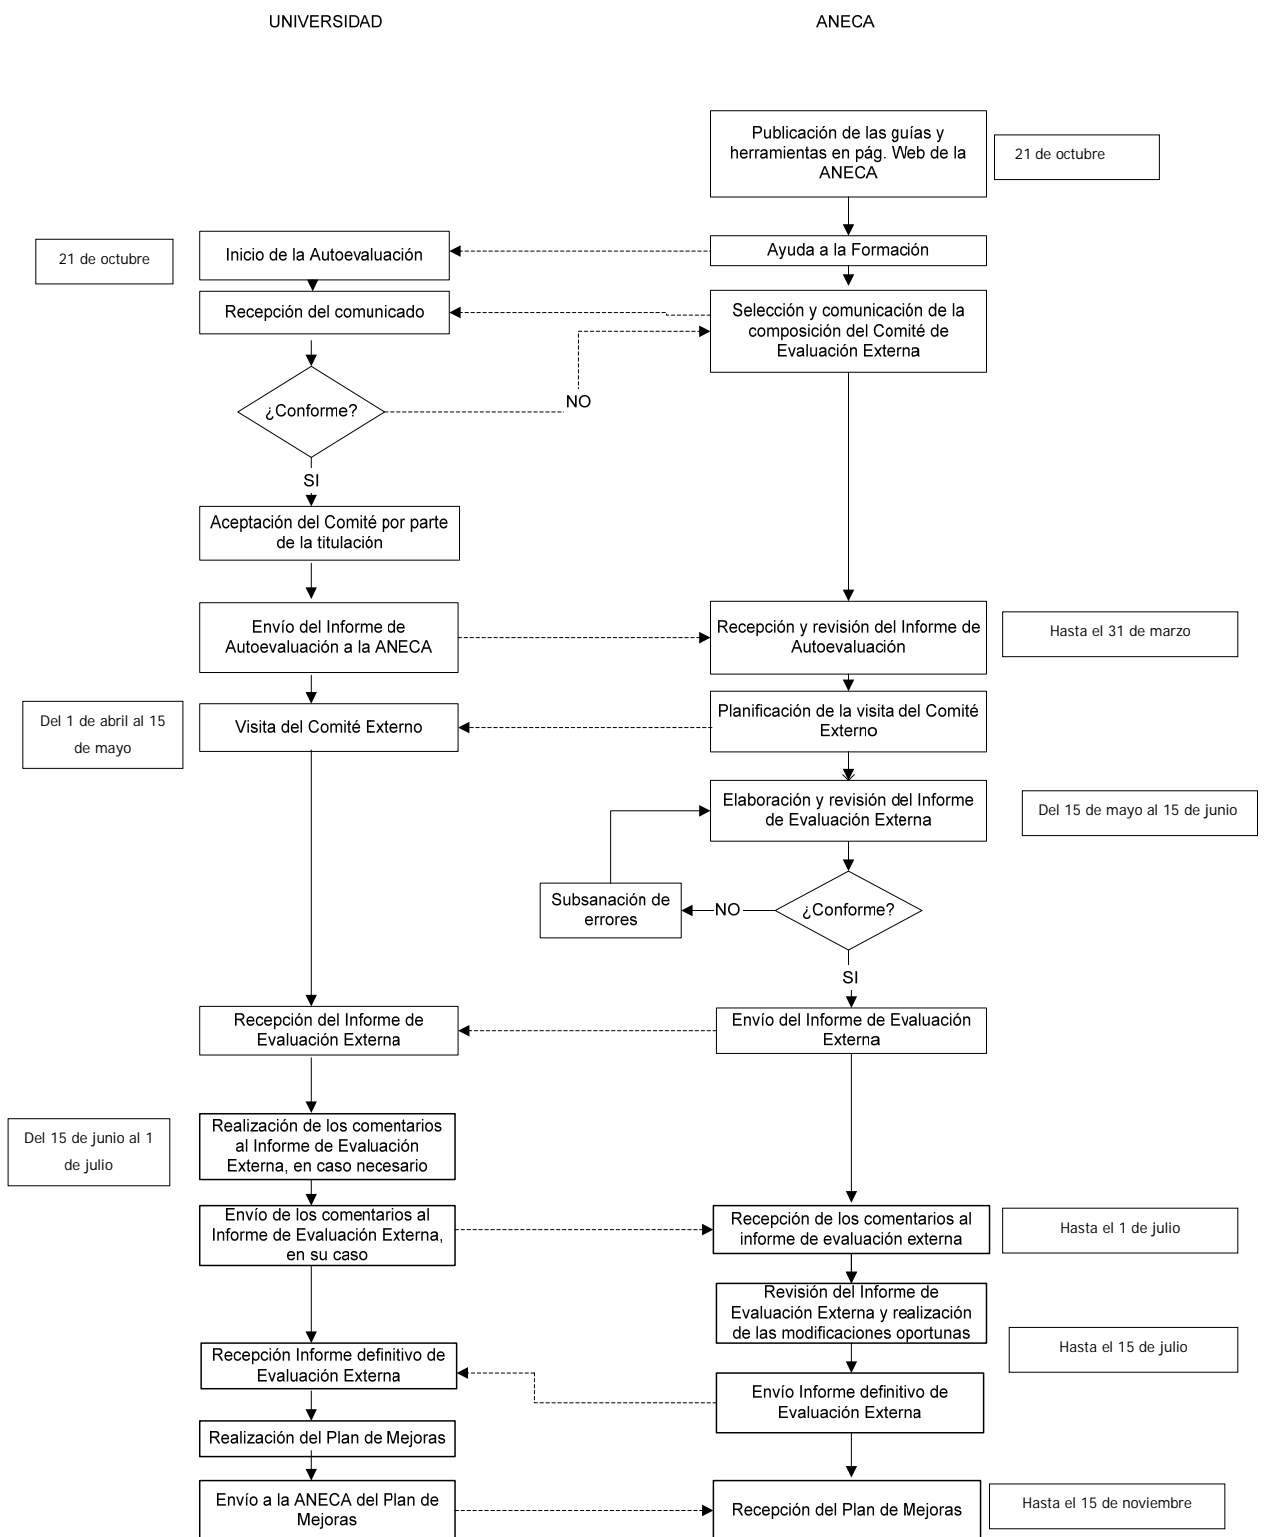 UNIVERSIDAD
ANECA
Publicación de las guías y
herramientas en pág. Web de la
ANECA
21 de octubre
21 de octubre
Inicio de la Autoevaluación
Ayuda a la Formación
Recepción del comunicado
Selección y comunicación de la
composición del Comité de
Evaluación Externa
¿Conforme?
NO
SI
Aceptación del Comité por parte
de la titulación
Envío del Informe de
Autoevaluación a la ANECA
Recepción y revisión del Informe de
Autoevaluación
Hasta el 31 de marzo
Del 1 de abril al 15
de mayo
Visita del Comité Externo
Planificación de la visita del Comité
Externo
Elaboración y revisión del Informe
de Evaluación Externa
Del 15 de mayo al 15 de junio
Subsanación de
errores
NO
¿Conforme?
SI
Recepción del Informe de
Evaluación Externa
Envío del Informe de Evaluación
Externa
Del 15 de junio al 1
de julio
Realización de los comentarios
al Informe de Evaluación
Externa, en caso necesario
Envío de los comentarios al
Informe de Evaluación Externa,
en su caso
Recepción de los comentarios al
informe de evaluación externa
Hasta el 1 de julio
Revisión del Informe de
Evaluación Externa y realización
de las modificaciones oportunas
Hasta el 15 de julio
Recepción Informe definitivo de
Evaluación Externa
Envío Informe definitivo de
Evaluación Externa
Realización del Plan de Mejoras
Envío a la ANECA del Plan de
Mejoras
Recepción del Plan de Mejoras
Hasta el 15 de noviembre